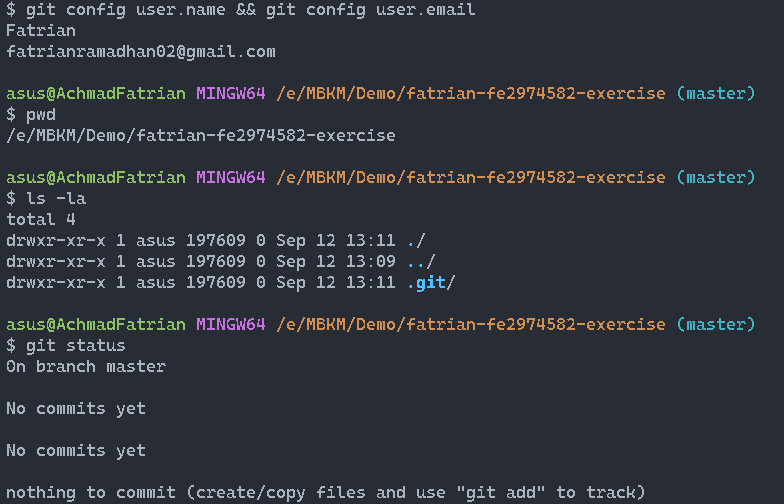 $ git config user.name && git config user.email
Fatrian
fatrianramadhan02@gmail.com
asus@AchmadFatrian MINGW64 /e/MBKM/Demo/fatrian-fe2974582-exercise (master)
$ pwd
/e/MBKM/Demo/fatrian-fe2974582-exercise
asus@AchmadFatrian MINGW64 /e/MBKM/Demo/fatrian-fe2974582-exercise (master)
$ ls -la
total 4
drwxr-xr-x 1 asus 197609 0 Sep 12 13:11 ./
drwxr-xr-x 1 asus 197609 0 Sep 12 13:09 ../
drwxr-xr-x 1 asus 197609 0 Sep 12 13:11 .git/
asus@AchmadFatrian MINGW64 /e/MBKM/Demo/fatrian-fe2974582-exercise (master)
$ git status
On branch master
No commits yet
No commits yet
nothing to commit (create/copy files and use "git add" to track)